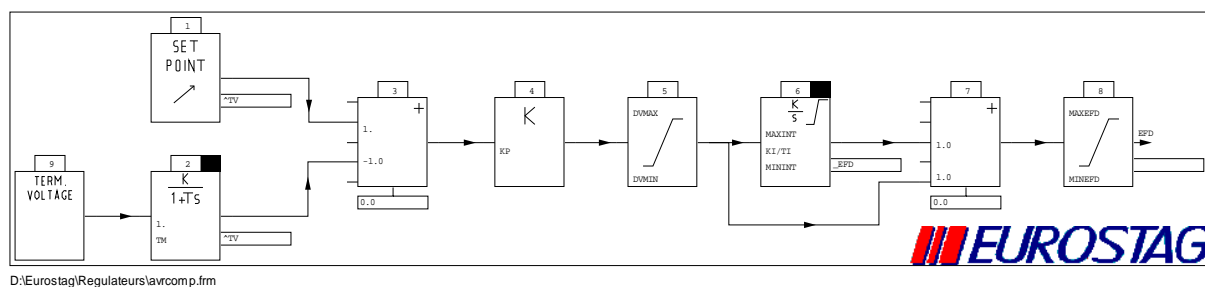 1
SET
POINT
^TV
9
TERM.
VOLTAGE
2
K
1+Ts
1.
TM
^TV
3
+
1.
-1.0
0.0
4
K
KP
5
DVMAX
DVMIN
6
K
s
MAXINT
KI/TI
MININT
_EFD
7
+
1.0
1.0
0.0
8
MAXEFD
MINEFD
EFD
EUROSTAG
D:\Eurostag\Regulateurs\avrcomp.frm